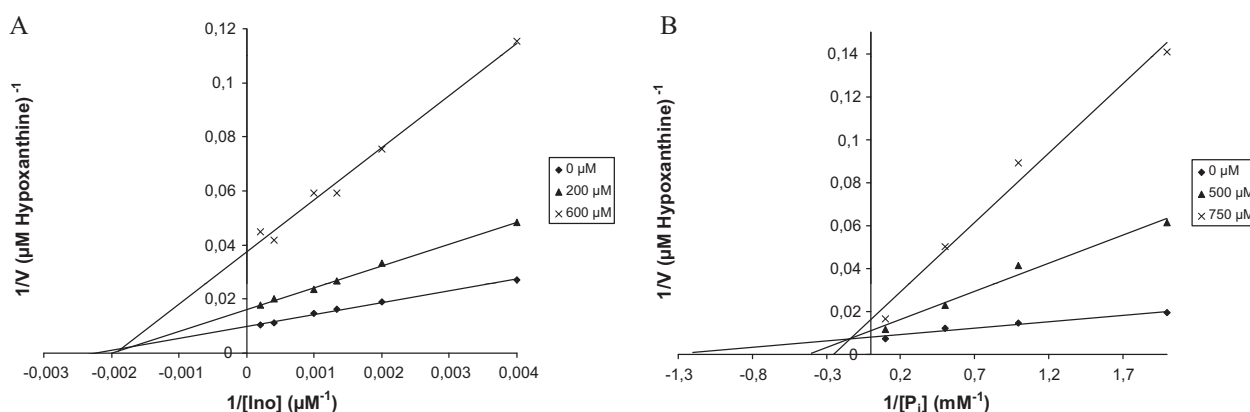 A
0,12
0,1
0,08
0,06
0,04
0,02
0
-0,003
-0,002
-0,001
0
0,001
0,002
0,003
0,004
1/V (µM Hypoxanthine) -1
1/[Ino] (µM-1)
0 µM
200 µM
600 µM
B
0,14
0,12
0,1
0,08
0,06
0,04
0,02
0
-1,3
-0,8
-0,3
0,2
0,7
1,2
1,7
1/V (µM Hypoxanthine) -1
1/[Pi] (mM-1)
0 µM
500 µM
750 µM